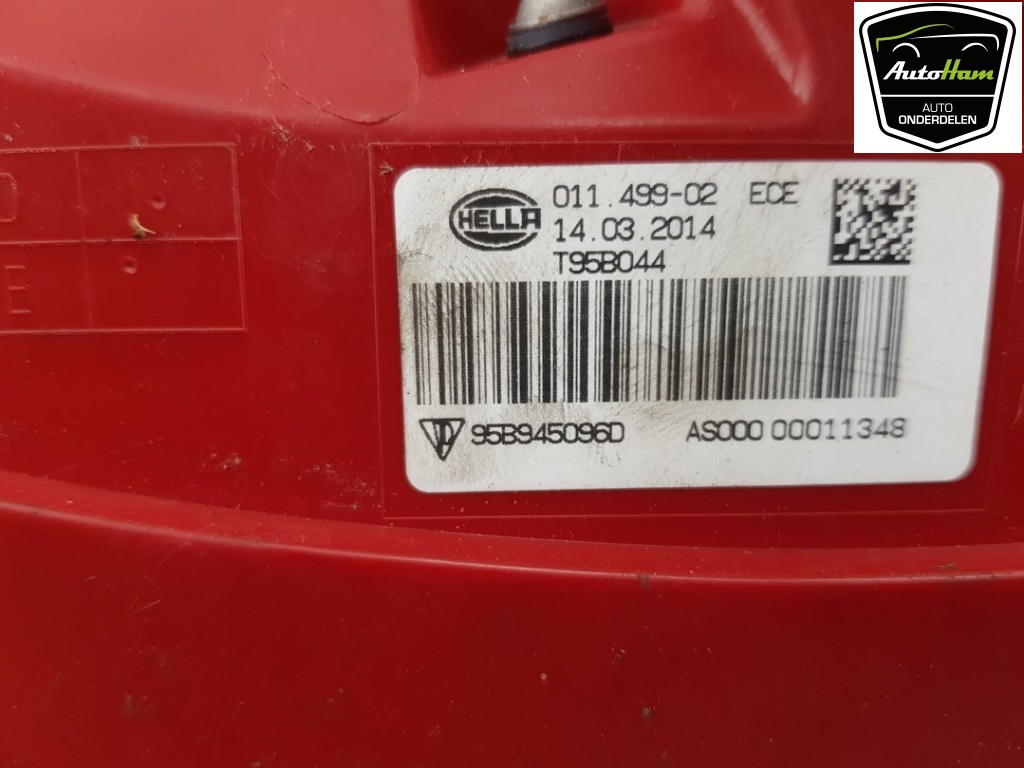 AutoHam
AUTO
ONDERDELEN
E
HELLA
011.499-02 ECE
14.03.2014
T95B044
95B945096D AS000 00011348